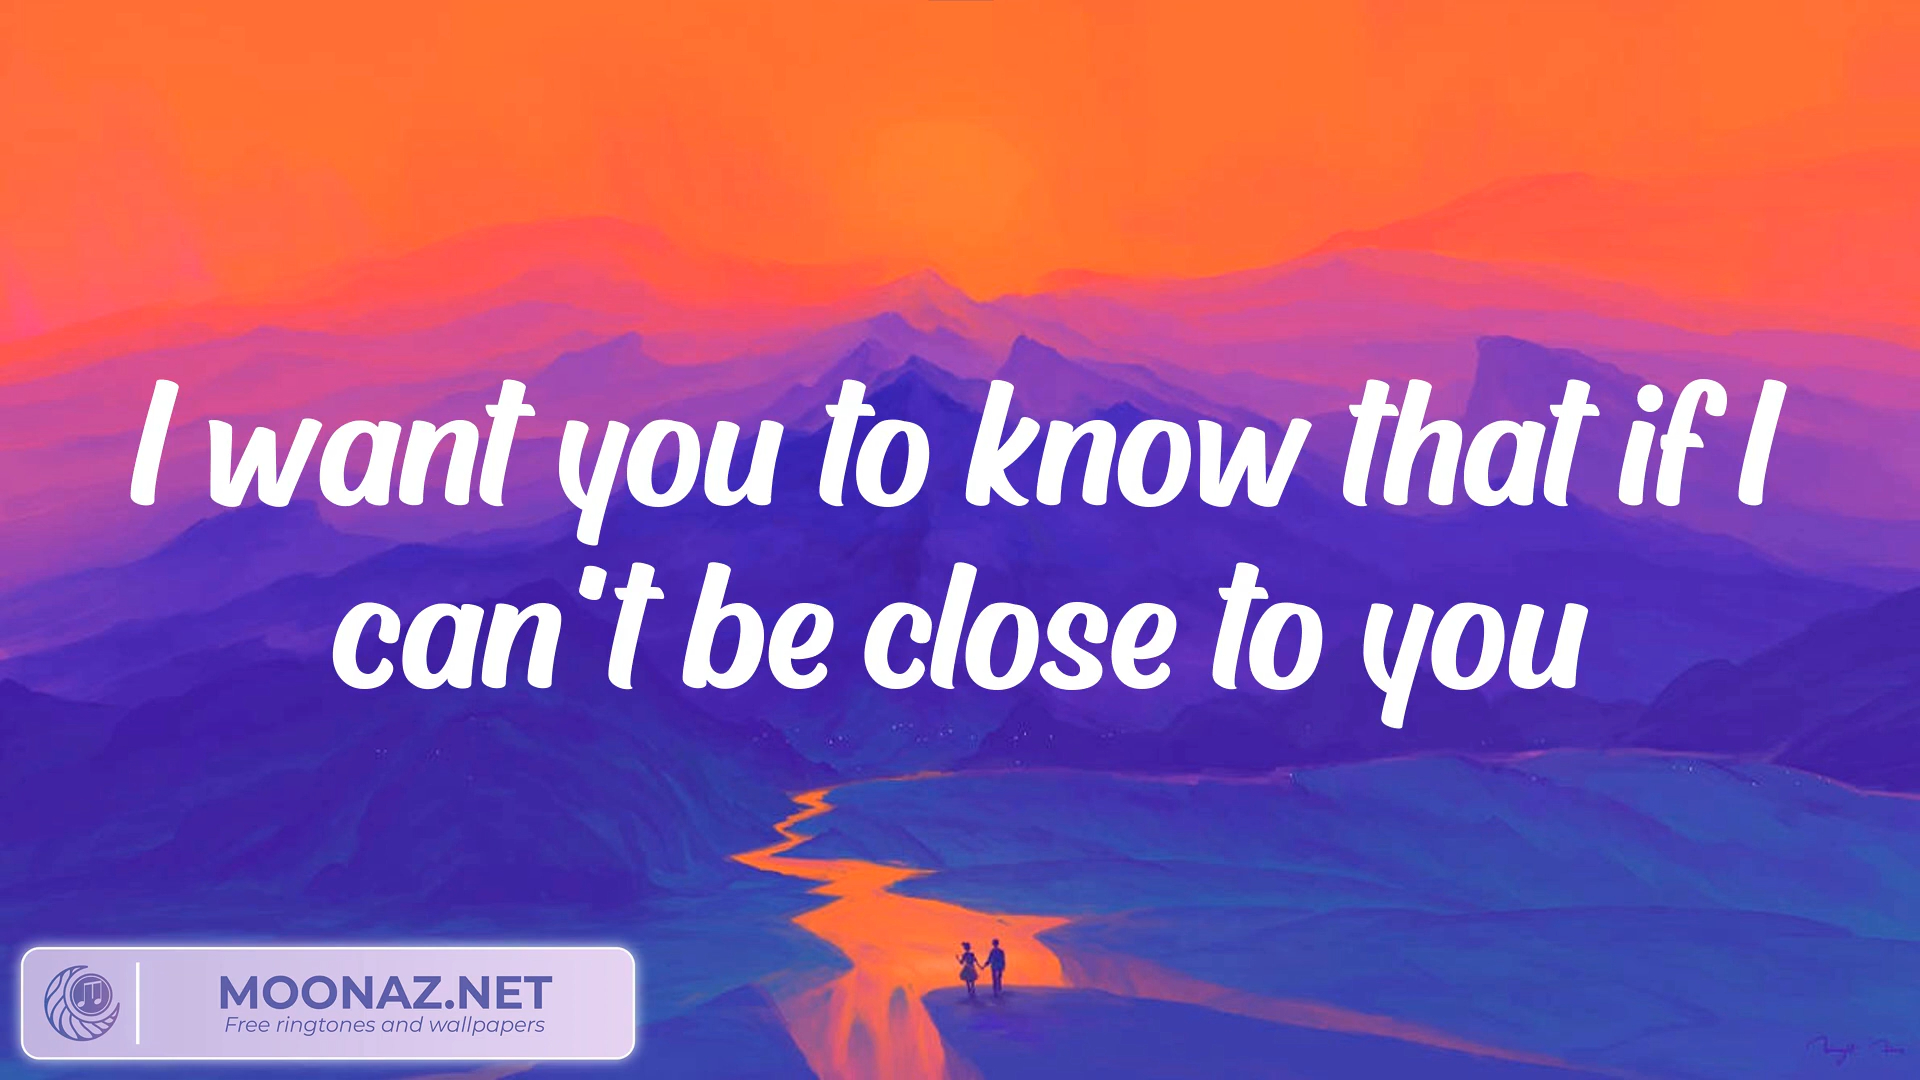 I want you to know that if I
can't be close to you
MOONAZ.NET
Free ringtones and wallpapers